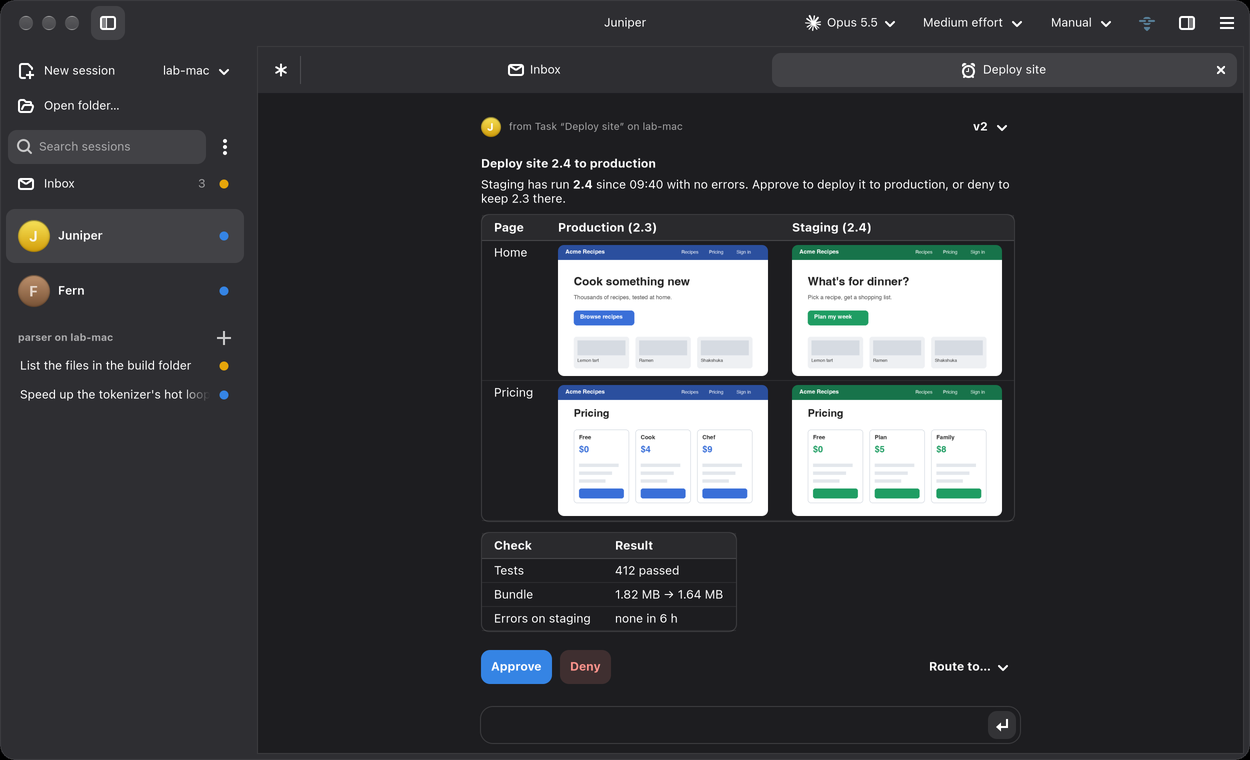 Juniper
Opus 5.5
Medium effort
Manual
New session
lab-mac
Open folder...
Search sessions
Inbox
3
J
Juniper
F
Fern
parser on lab-mac
List the files in the build folder
Speed up the tokenizer's hot loop
Inbox
Deploy site
J
from Task “Deploy site” on lab-mac
v2
Deploy site 2.4 to production
Staging has run 2.4 since 09:40 with no errors. Approve to deploy it to production, or deny to
keep 2.3 there.
Page
Production (2.3)
Staging (2.4)
Home
Acme Recipes
Recipes
Pricing
Sign in
Cook something new
Thousands of recipes, tested at home.
Browse recipes
Lemon tart
Ramen
Shakshuka
Acme Recipes
Recipes
Pricing
Sign in
What's for dinner?
Pick a recipe, get a shopping list.
Plan my week
Lemon tart
Ramen
Shakshuka
Pricing
Acme Recipes
Recipes
Pricing
Sign in
Pricing
Free
$0
Cook
$4
Chef
$9
Acme Recipes
Recipes
Pricing
Sign in
Pricing
Free
$0
Plan
$5
Family
$8
Check
Result
Tests
412 passed
Bundle
1.82 MB → 1.64 MB
Errors on staging
none in 6 h
Approve
Deny
Route to...